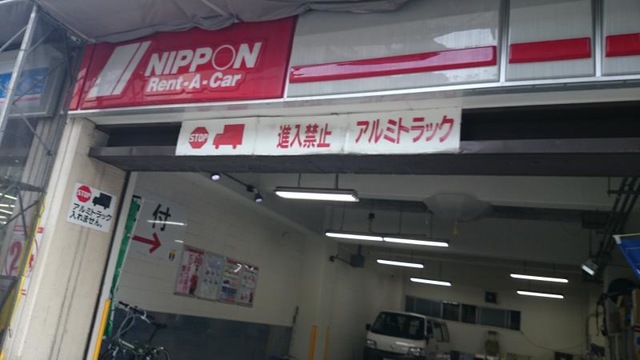 NIPPON
Rent-A-Car
STOP 進入禁止 アルミトラック
STOP
アルミトラック
入れません。
付